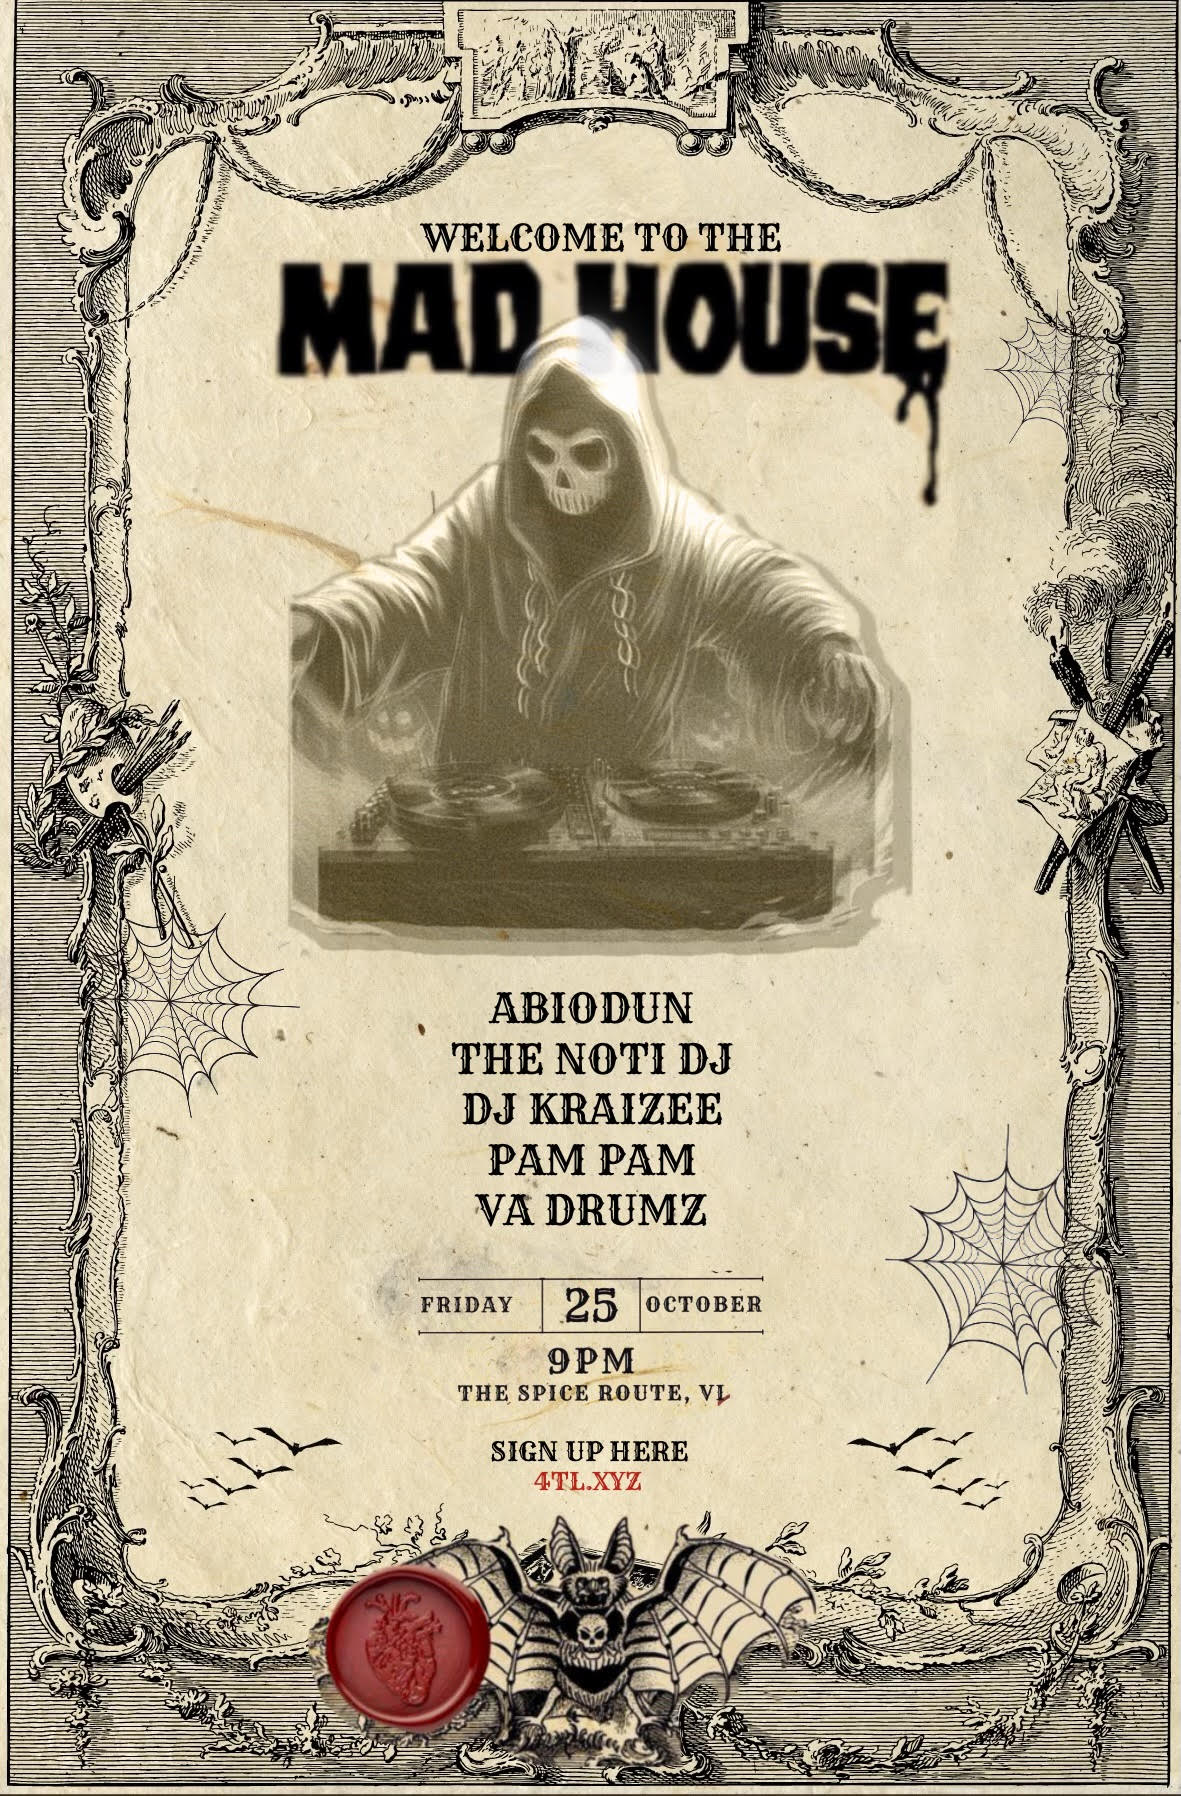 WELCOME TO THE
MAD HOUSE
ABIODUN
THE NOTI DJ
DJ KRAIZEE
PAM PAM
VA DRUMZ
FRIDAY 25 OCTOBER
9PM
THE SPICE ROUTE, VI
SIGN UP HERE
4TL.XYZ